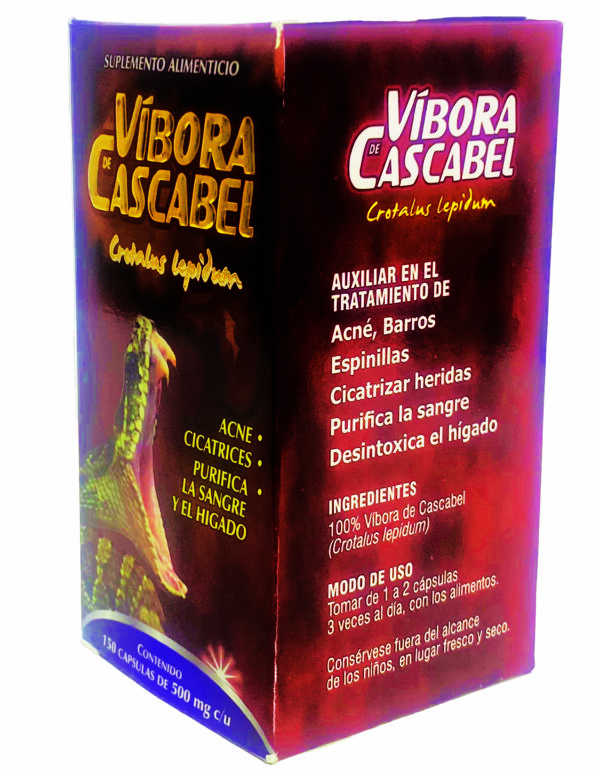 SUPLEMENTO ALIMENTICIO
VÍBORA
DE
CASCABEL
Crotalus lepidum
ACNE •
CICATRICES •
PURIFICA •
LA SANGRE
Y EL HIGADO
CONTENIDO
150 CAPSULAS DE 500 mg c/u
VÍBORA
DE
CASCABEL
Crotalus lepidum
AUXILIAR EN EL
TRATAMIENTO DE
Acné, Barros
Espinillas
Cicatrizar heridas
Purifica la sangre
Desintoxica el hígado
INGREDIENTES
100% Víbora de Cascabel
(Crotalus lepidum)
MODO DE USO
Tomar de 1 a 2 cápsulas
3 veces al día, con los alimentos.
Consérvese fuera del alcance
de los niños, en lugar fresco y seco.